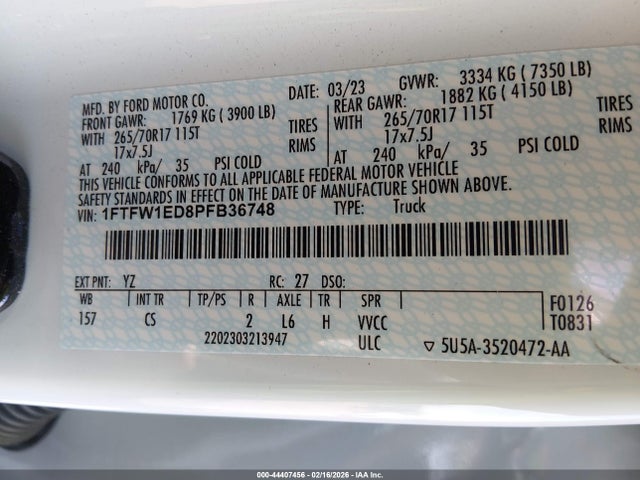 MFD. BY FORD MOTOR CO. DATE: 03/23 GVWR: 3334 KG ( 7350 LB)
FRONT GAWR: 1769 KG ( 3900 LB) REAR GAWR: 1882 KG ( 4150 LB)
WITH 265/70R17 115T TIRES WITH 265/70R17 115T TIRES
17x7.5J RIMS 17x7.5J RIMS
AT 240 kPa/ 35 PSI COLD AT 240 kPa/ 35 PSI COLD
THIS VEHICLE CONFORMS TO ALL APPLICABLE FEDERAL MOTOR VEHICLE
SAFETY STANDARDS IN EFFECT ON THE DATE OF MANUFACTURE SHOWN ABOVE.
VIN: 1FTFW1ED8PFB36748 TYPE: Truck
EXT PNT: YZ RC: 27 DSO:
WB INT TR TP/PS R AXLE TR SPR F0126
157 CS 2 L6 H VVCC T0831
2202303213947 ULC ▽ 5U5A-3520472-AA
000-44407456 - 02/16/2026 - IAA Inc.